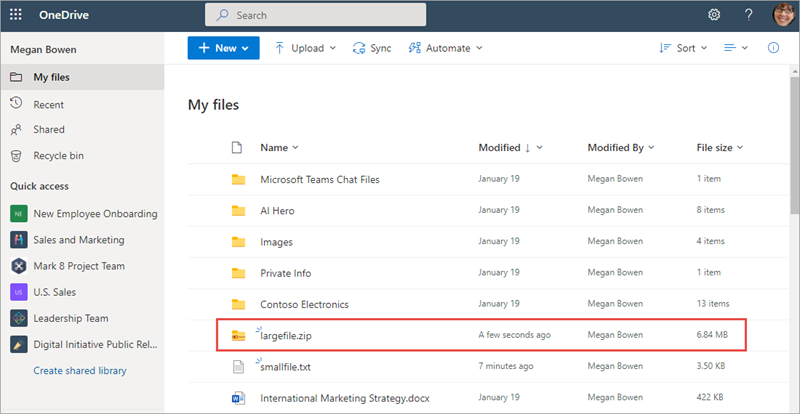 OneDrive
Search
?
Megan Bowen
My files
Recent
Shared
Recycle bin
Quick access
NE New Employee Onboarding
Sales and Marketing
Mark 8 Project Team
US U.S. Sales
Leadership Team
Digital Initiative Public Rel...
Create shared library
+ New Upload Sync Automate Sort
My files
Name Modified ↓ Modified By File size
Microsoft Teams Chat Files January 19 Megan Bowen 1 item
AI Hero January 19 Megan Bowen 8 items
Images January 19 Megan Bowen 4 items
Private Info January 19 Megan Bowen 1 item
Contoso Electronics January 19 Megan Bowen 13 items
largefile.zip A few seconds ago Megan Bowen 6.84 MB
smallfile.txt 7 minutes ago Megan Bowen 3.50 KB
International Marketing Strategy.docx January 19 Megan Bowen 422 KB